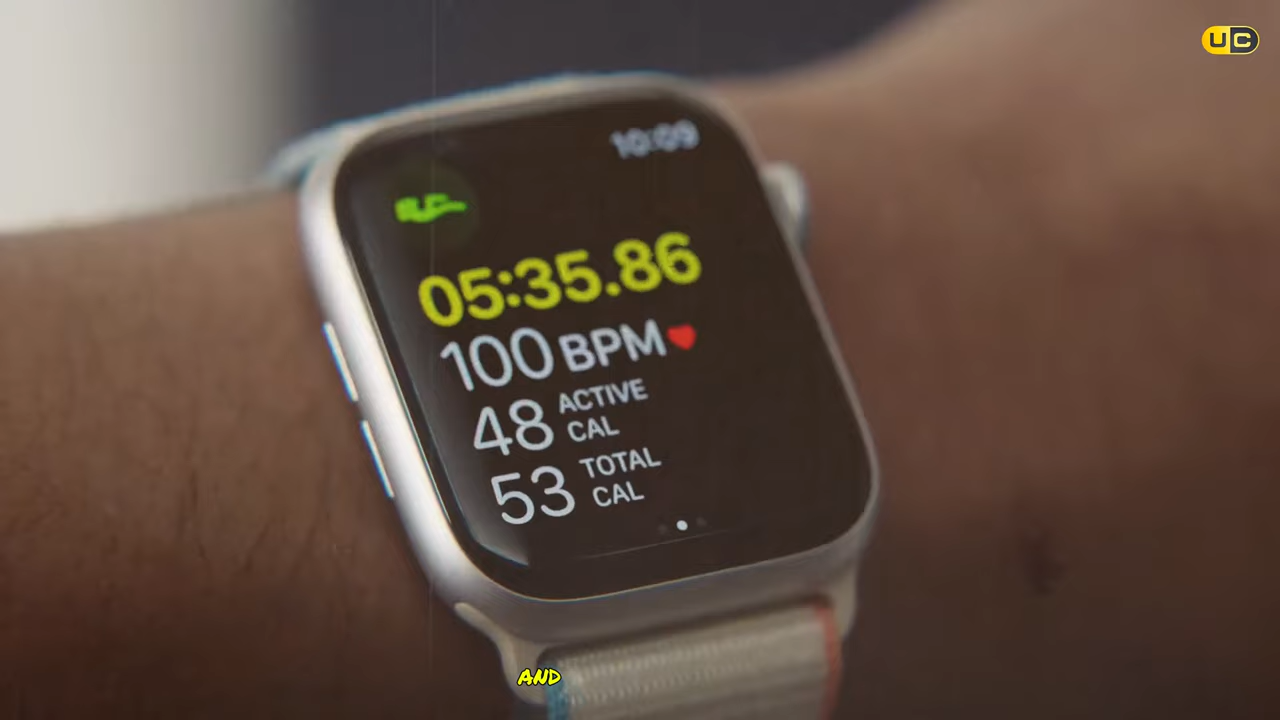 UC
10:09
05:35.86
100 BPM
48 ACTIVE CAL
53 TOTAL CAL
AND